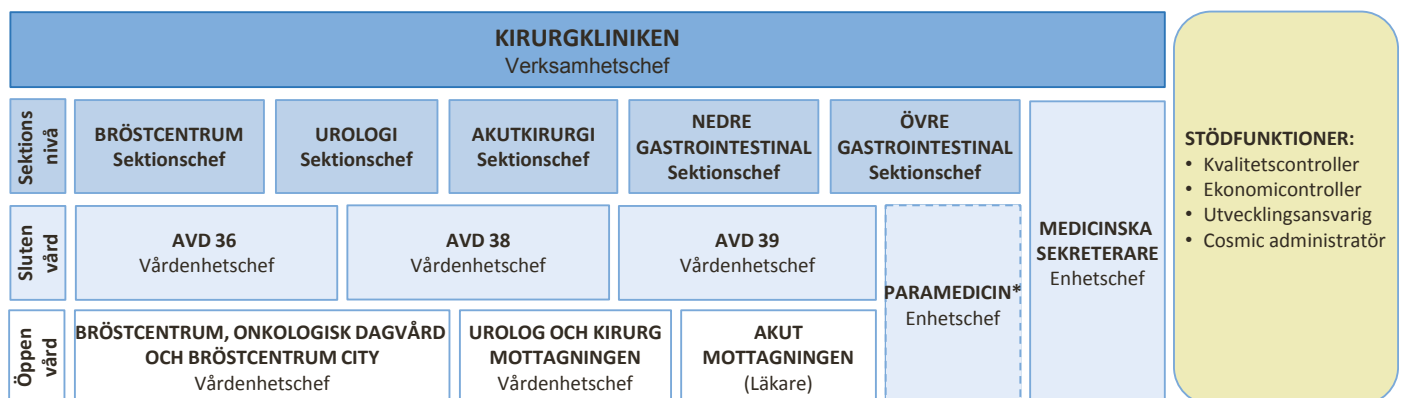 KIRURGKLINIKEN
Verksamhetschef
Sektions
nivå
BRÖSTCENTRUM
Sektionschef
UROLOGI
Sektionschef
AKUTKIRURGI
Sektionschef
NEDRE
GASTROINTESTINAL
Sektionschef
ÖVRE
GASTROINTESTINAL
Sektionschef
Sluten
vård
AVD 36
Vårdenhetschef
AVD 38
Vårdenhetschef
AVD 39
Vårdenhetschef
PARAMEDICIN*
Enhetschef
MEDICINSKA
SEKRETERARE
Enhetschef
Öppen
vård
BRÖSTCENTRUM, ONKOLOGISK DAGVÅRD
OCH BRÖSTCENTRUM CITY
Vårdenhetschef
UROLOG OCH KIRURG
MOTTAGNINGEN
Vårdenhetschef
AKUT
MOTTAGNINGEN
(Läkare)
STÖDFUNKTIONER:
• Kvalitetscontroller
• Ekonomicontroller
• Utvecklingsansvarig
• Cosmic administratör